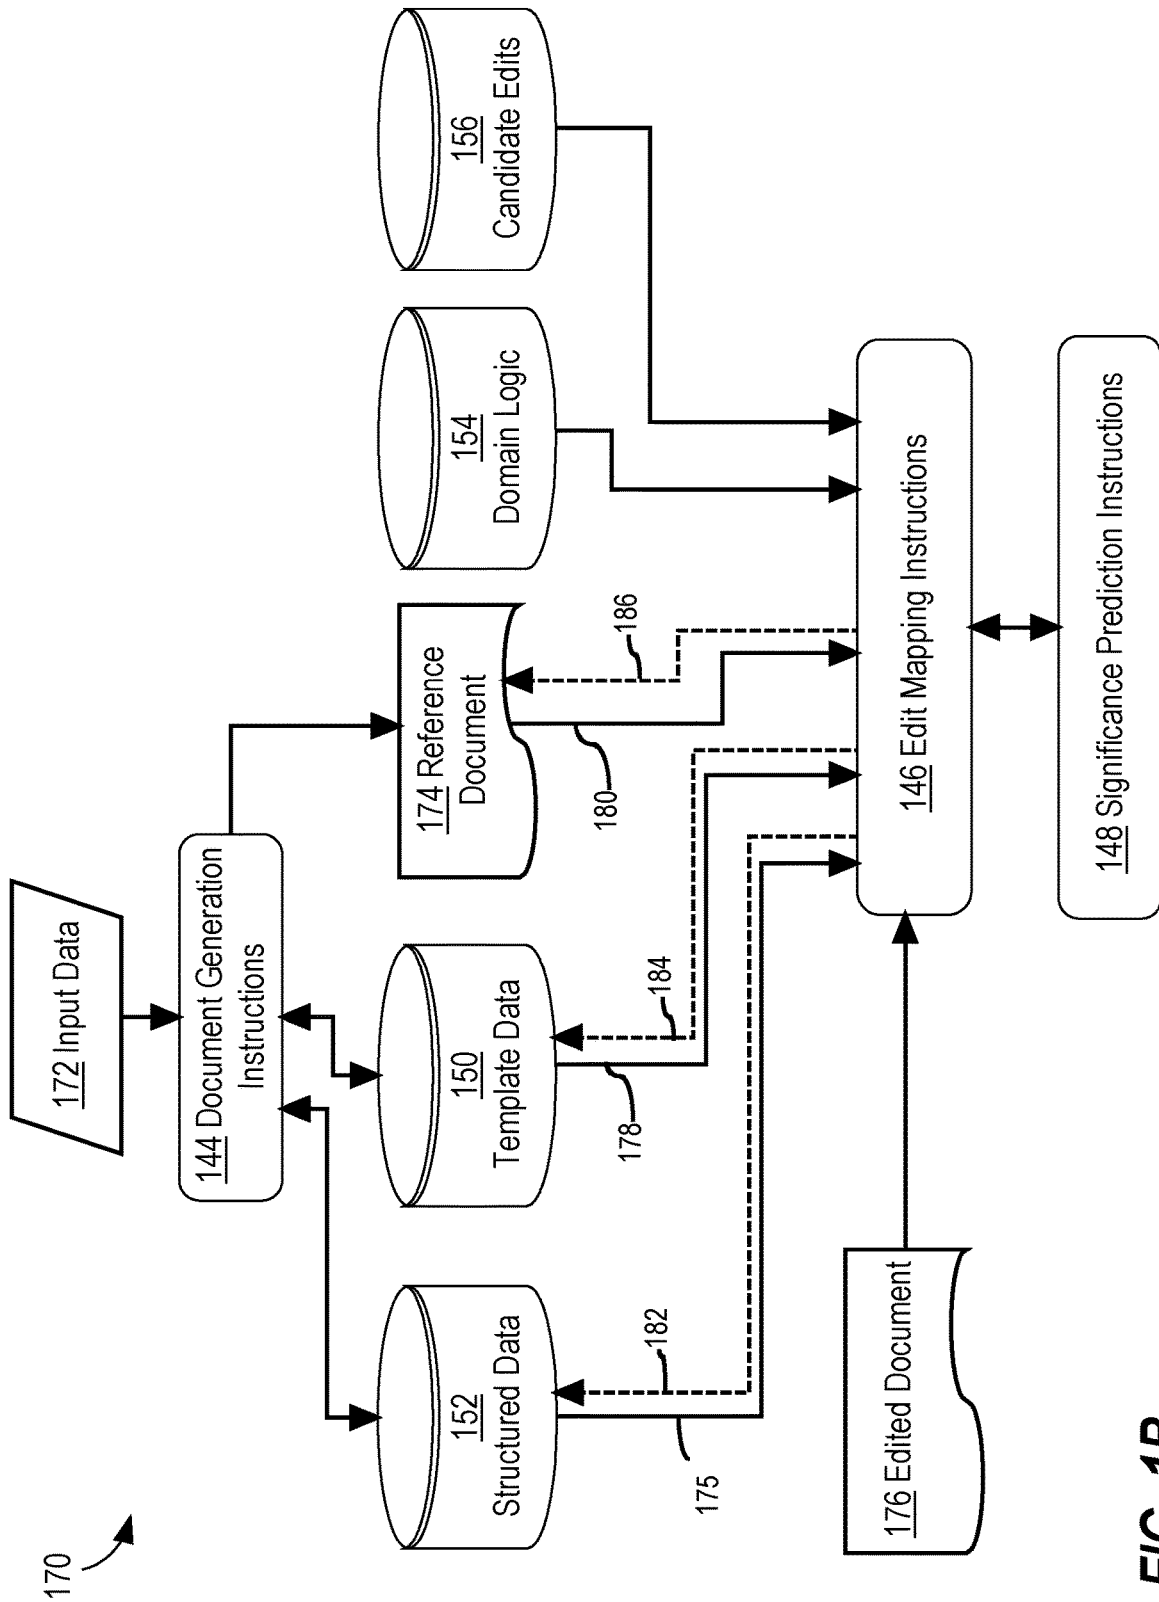 170
172 Input Data
144 Document Generation
Instructions
152
Structured Data
150
Template Data
174 Reference
Document
154
Domain Logic
156
Candidate Edits
175
182
178
184
180
186
176 Edited Document
146 Edit Mapping Instructions
148 Significance Prediction Instructions
FIG. 1B